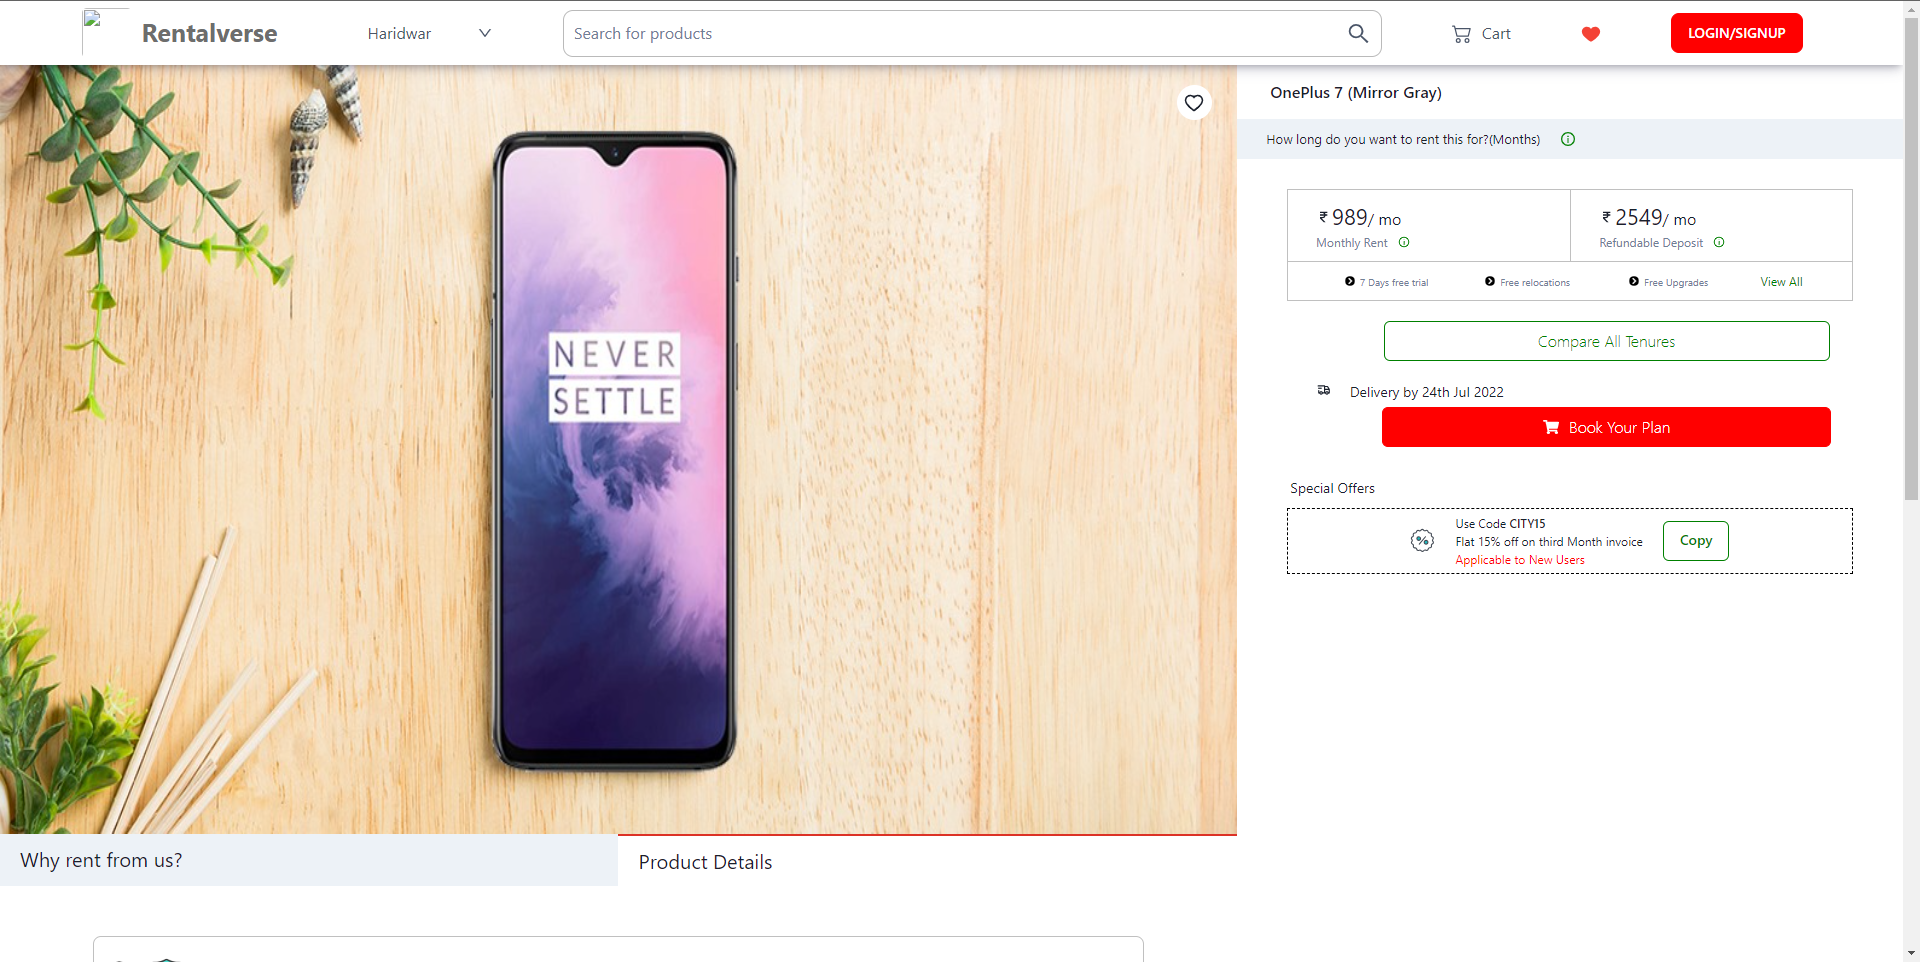 Rentalverse
Haridwar
Search for products
Cart
LOGIN/SIGNUP
NEVER
SETTLE
OnePlus 7 (Mirror Gray)
How long do you want to rent this for?(Months)
₹ 989/ mo
Monthly Rent
₹ 2549/ mo
Refundable Deposit
7 Days free trial
Free relocations
Free Upgrades
View All
Compare All Tenures
Delivery by 24th Jul 2022
Book Your Plan
Special Offers
Use Code CITY15
Flat 15% off on third Month invoice
Applicable to New Users
Copy
Why rent from us?
Product Details